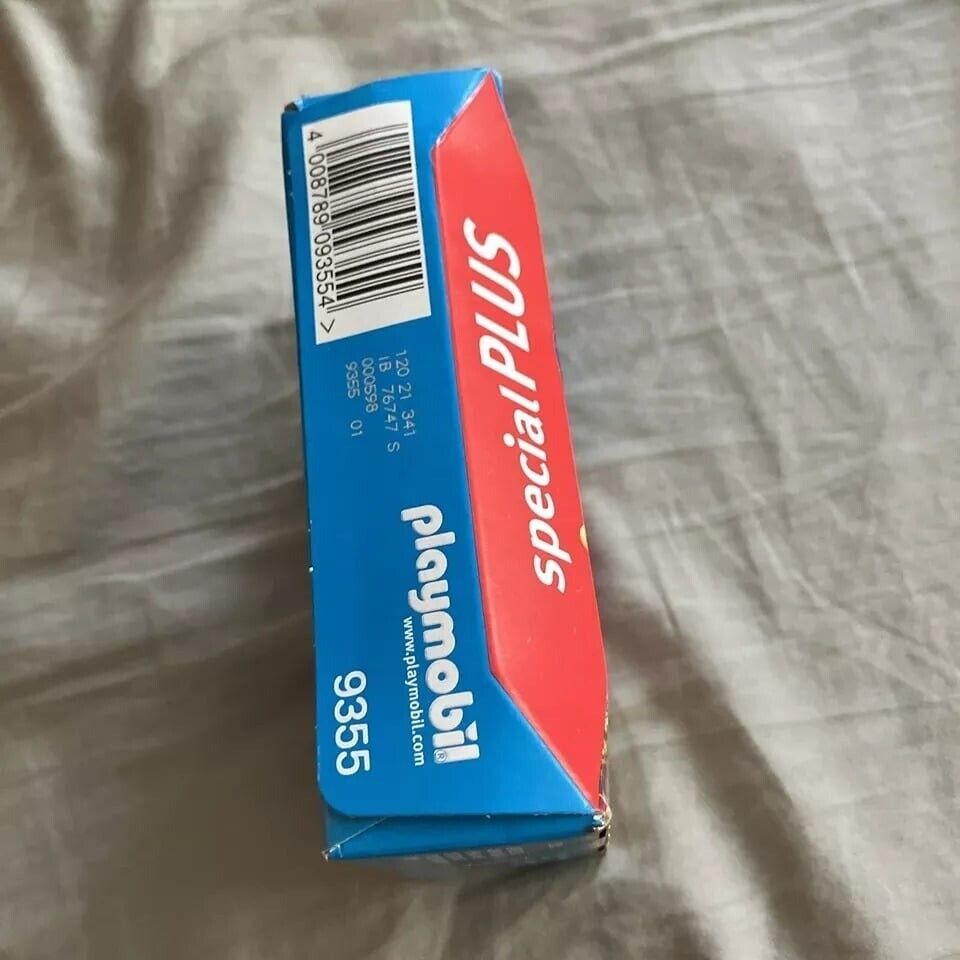 4 008789 093554 >
120 21 341
IB 76747 S
000598
9355 01
playmobil®
www.playmobil.com
9355
specialPLUS